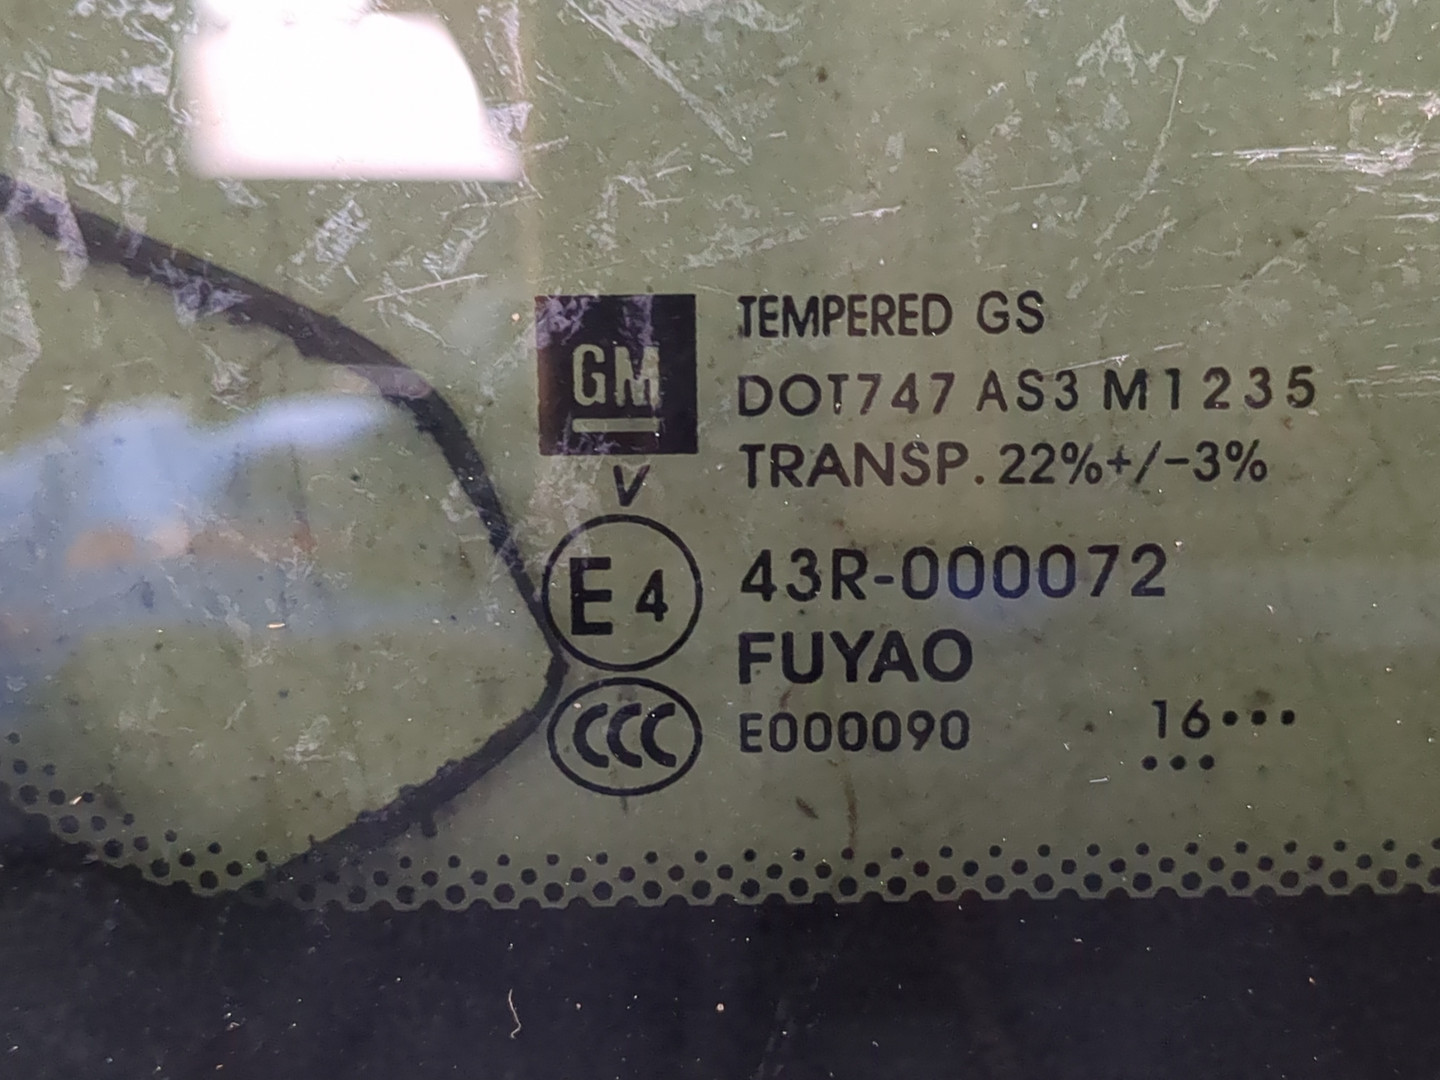 GM
TEMPERED GS
DOT747 AS3 M1235
TRANSP. 22%+/-3%
V
E4
43R-000072
FUYAO
CCC
E000090
16•••
•••